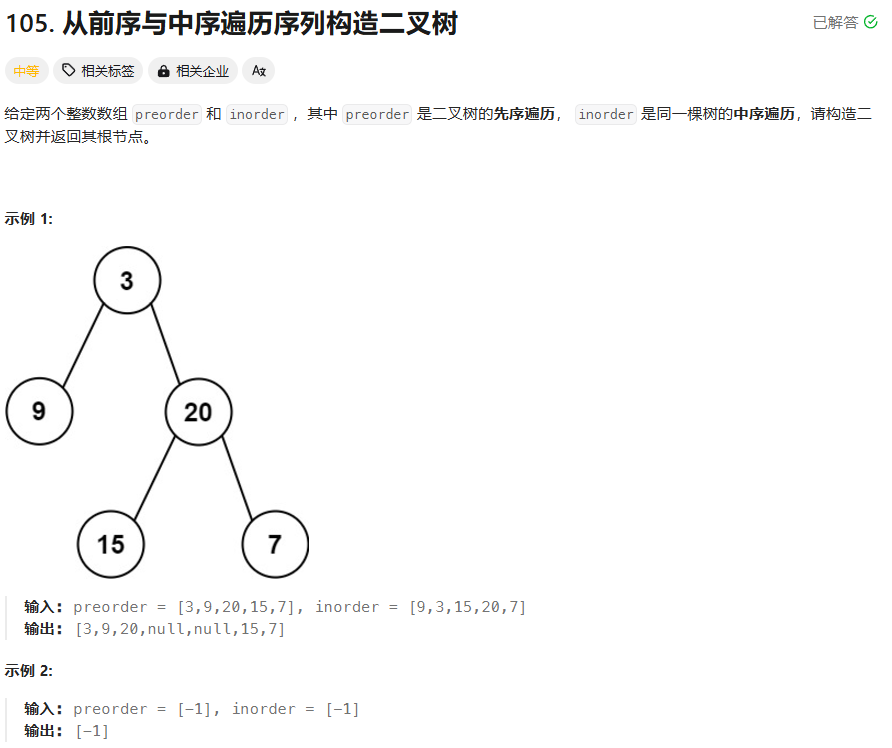 105. 从前序与中序遍历序列构造二叉树
已解答
中等 相关标签 相关企业 Az
给定两个整数数组 preorder 和 inorder ，其中 preorder 是二叉树的先序遍历， inorder 是同一棵树的中序遍历，请构造二
叉树并返回其根节点。
示例 1:
3
9
20
15
7
输入: preorder = [3,9,20,15,7], inorder = [9,3,15,20,7]
输出: [3,9,20,null,null,15,7]
示例 2:
输入: preorder = [-1], inorder = [-1]
输出: [-1]